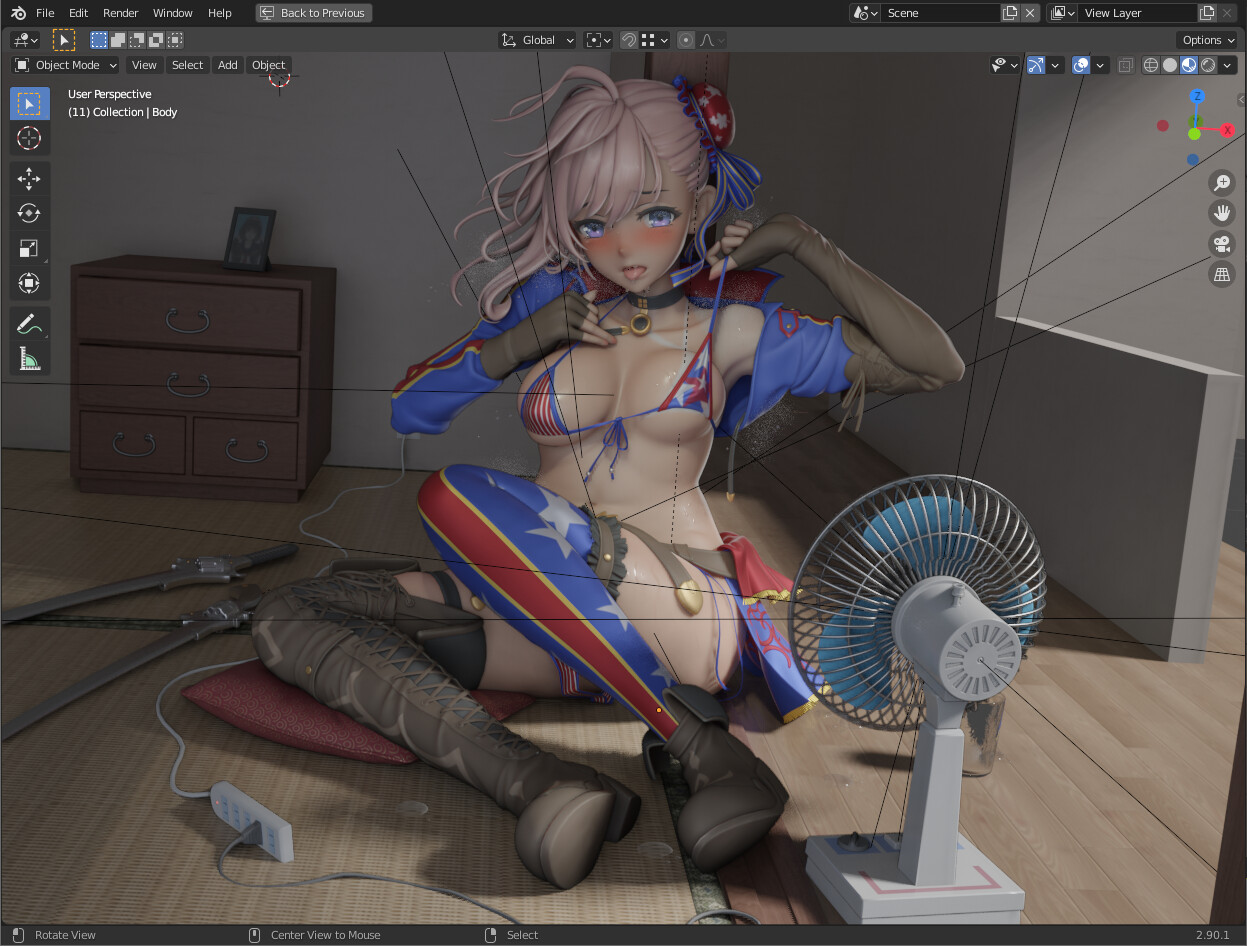 File Edit Render Window Help Back to Previous Scene View Layer
Global Options
Object Mode View Select Add Object
User Perspective
(11) Collection | Body
Z
Y
X
Rotate View Center View to Mouse Select 2.90.1